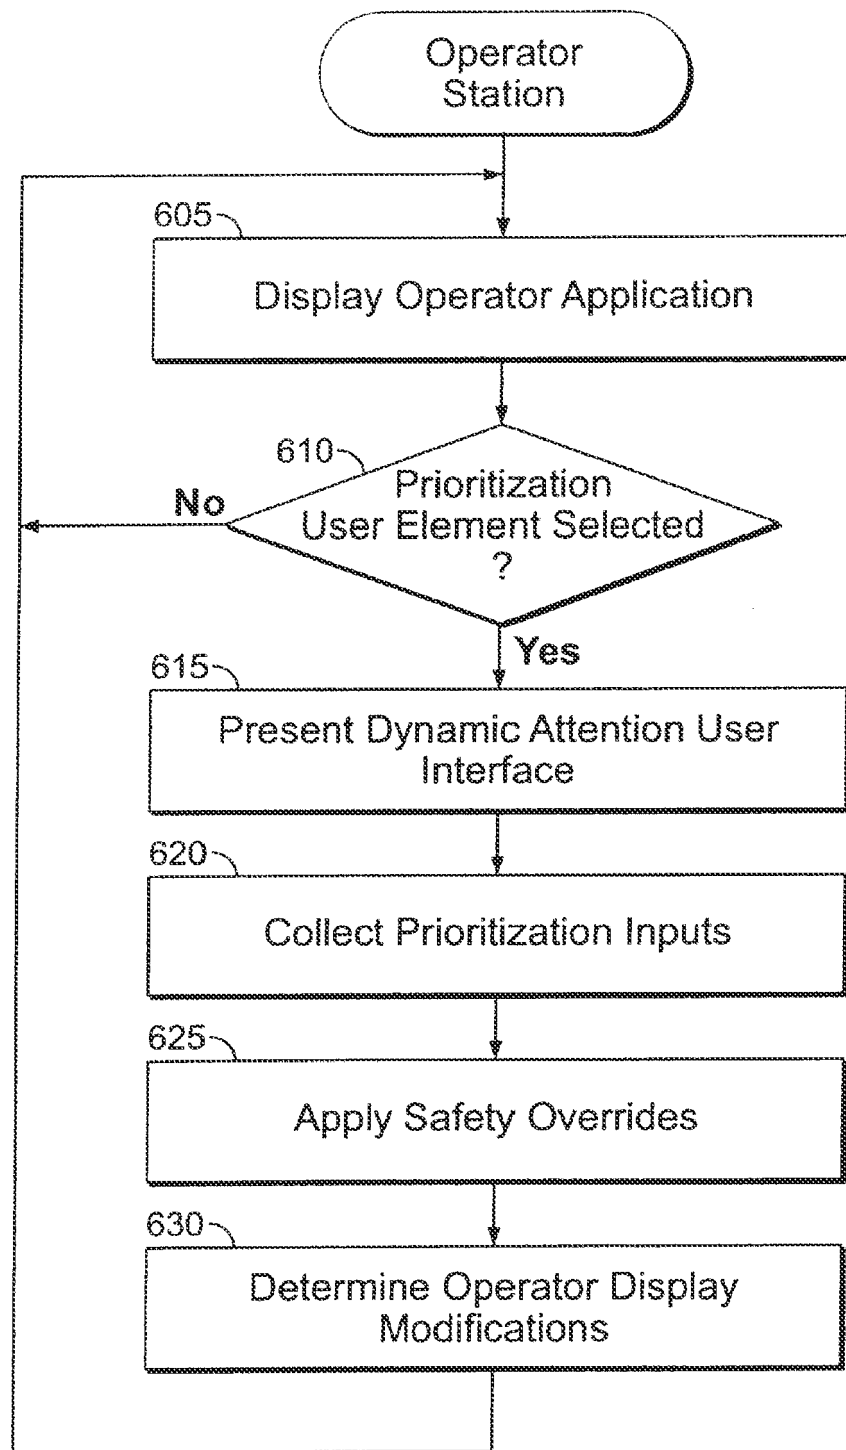 Operator
Station
605
Display Operator Application
610
Prioritization
User Element Selected
?
No
Yes
615
Present Dynamic Attention User
Interface
620
Collect Prioritization Inputs
625
Apply Safety Overrides
630
Determine Operator Display
Modifications